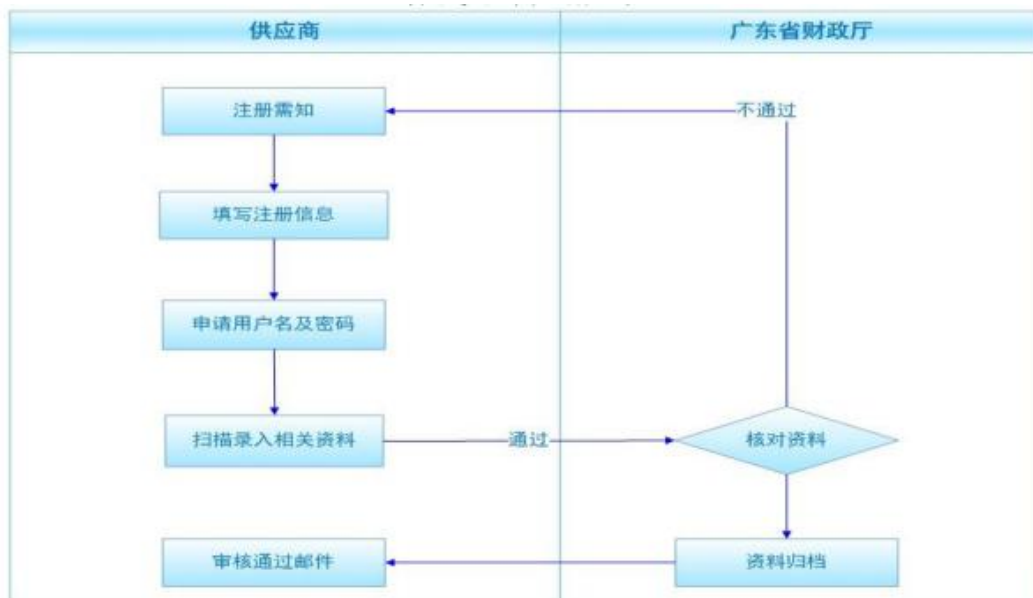 供应商
广东省财政厅
注册需知
不通过
填写注册信息
申请用户名及密码
扫描录入相关资料
通过
核对资料
审核通过邮件
资料归档